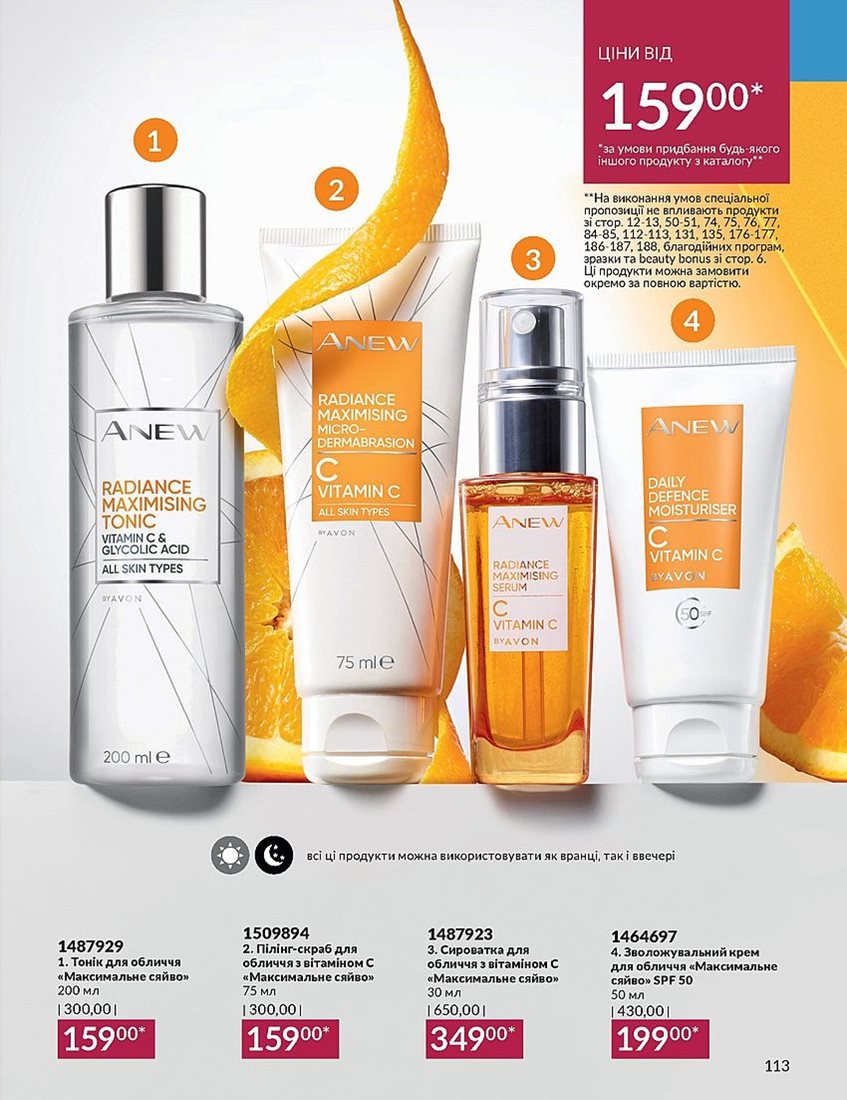 ЦІНИ ВІД
159⁰⁰*
*за умови придбання будь-якого
іншого продукту з каталогу**
**На виконання умов спеціальної
пропозиції не впливають продукти
зі стор. 12-13, 50-51, 74, 75, 76, 77,
84-85, 112-113, 131, 135, 176-177,
186-187, 188, благодійних програм,
зразки та beauty bonus зі стор. 6.
Ці продукти можна замовити
окремо за повною вартістю.
1
ANEW
RADIANCE
MAXIMISING
TONIC
VITAMIN C &
GLYCOLIC ACID
ALL SKIN TYPES
BY AVON
200 ml e
2
ANEW
RADIANCE
MAXIMISING
MICRO-
DERMABRASION
C
VITAMIN C
ALL SKIN TYPES
BY AVON
75 ml e
3
ANEW
RADIANCE
MAXIMISING
SERUM
C
VITAMIN C
BY AVON
4
ANEW
DAILY
DEFENCE
MOISTURISER
C
VITAMIN C
BY AVON
50 SPF
всі ці продукти можна використовувати як вранці, так і ввечері
1487929
1. Тонік для обличчя
«Максимальне сяйво»
200 мл
|300,00|
159⁰⁰*
1509894
2. Пілінг-скраб для
обличчя з вітаміном С
«Максимальне сяйво»
75 мл
|300,00|
159⁰⁰*
1487923
3. Сироватка для
обличчя з вітаміном С
«Максимальне сяйво»
30 мл
|650,00|
349⁰⁰*
1464697
4. Зволожувальний крем
для обличчя «Максимальне
сяйво» SPF 50
50 мл
|430,00|
199⁰⁰*
113